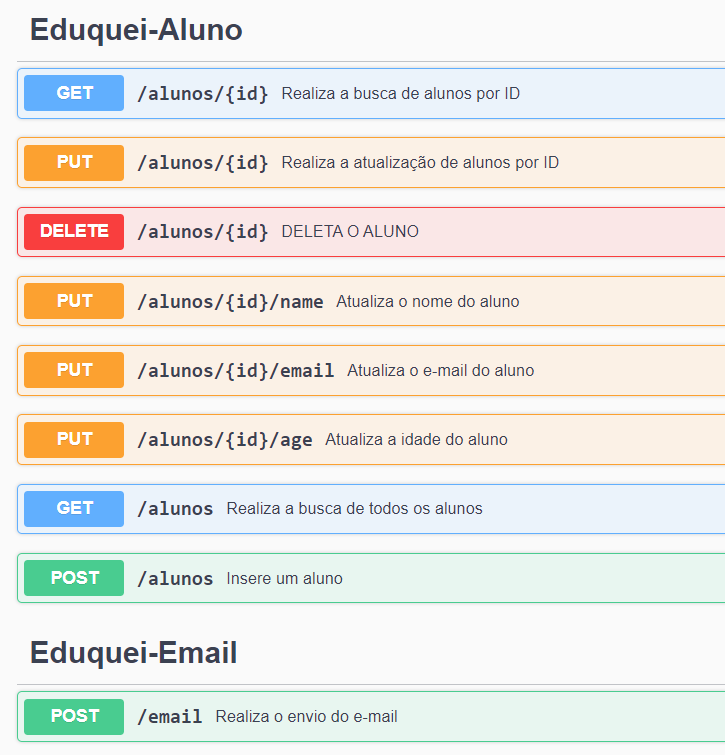 Eduquei-Aluno
GET /alunos/{id} Realiza a busca de alunos por ID
PUT /alunos/{id} Realiza a atualização de alunos por ID
DELETE /alunos/{id} DELETA O ALUNO
PUT /alunos/{id}/name Atualiza o nome do aluno
PUT /alunos/{id}/email Atualiza o e-mail do aluno
PUT /alunos/{id}/age Atualiza a idade do aluno
GET /alunos Realiza a busca de todos os alunos
POST /alunos Insere um aluno
Eduquei-Email
POST /email Realiza o envio do e-mail